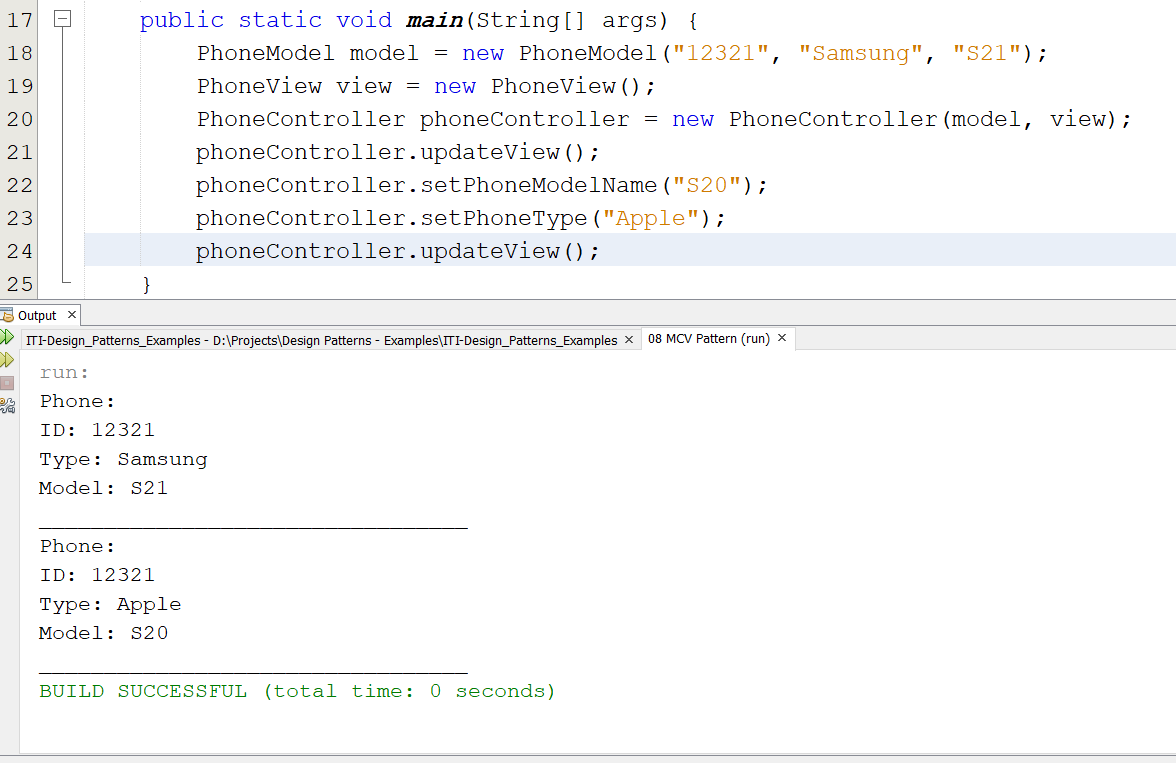 17 public static void main(String[] args) {
18 PhoneModel model = new PhoneModel("12321", "Samsung", "S21");
19 PhoneView view = new PhoneView();
20 PhoneController phoneController = new PhoneController(model, view);
21 phoneController.updateView();
22 phoneController.setPhoneModelName("S20");
23 phoneController.setPhoneType("Apple");
24 phoneController.updateView();
25 }
Output ×
ITI-Design_Patterns_Examples - D:\Projects\Design Patterns - Examples\ITI-Design_Patterns_Examples × 08 MCV Pattern (run) ×
run:
Phone:
ID: 12321
Type: Samsung
Model: S21
_________________________________
Phone:
ID: 12321
Type: Apple
Model: S20
_________________________________
BUILD SUCCESSFUL (total time: 0 seconds)